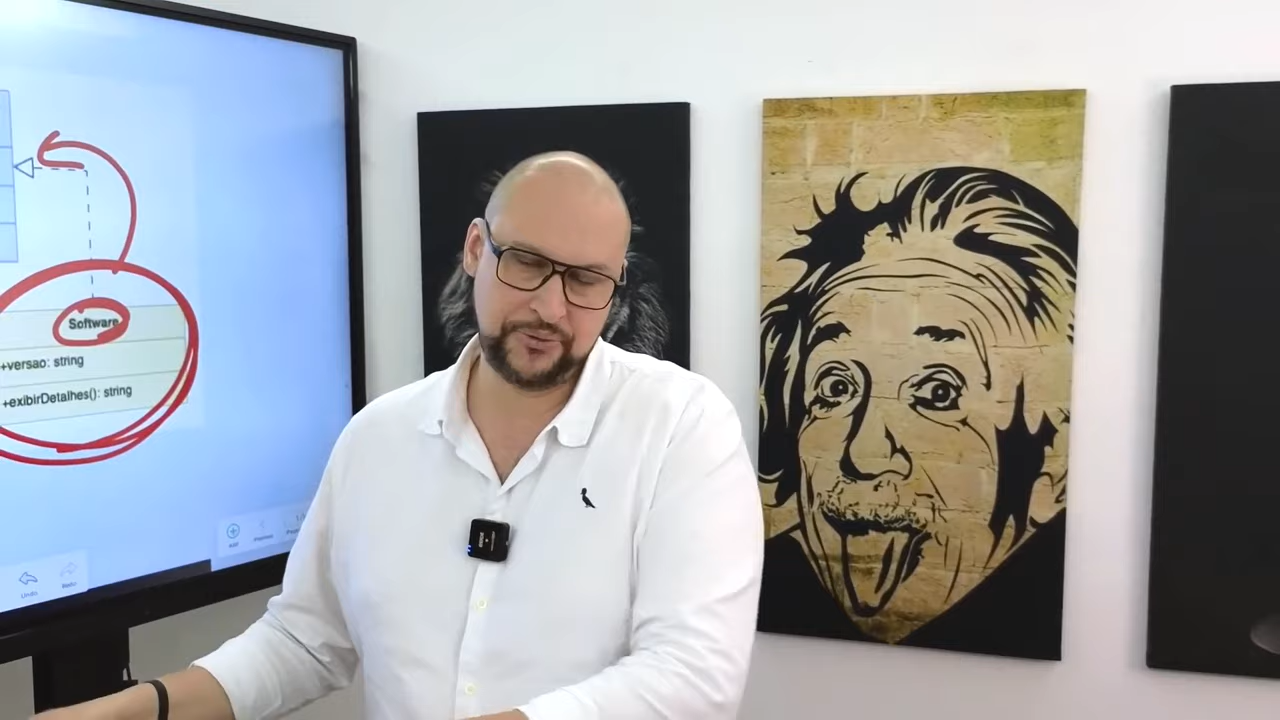 Software
+versao: string
+exibirDetalhes(): string
Add
Undo
Redo